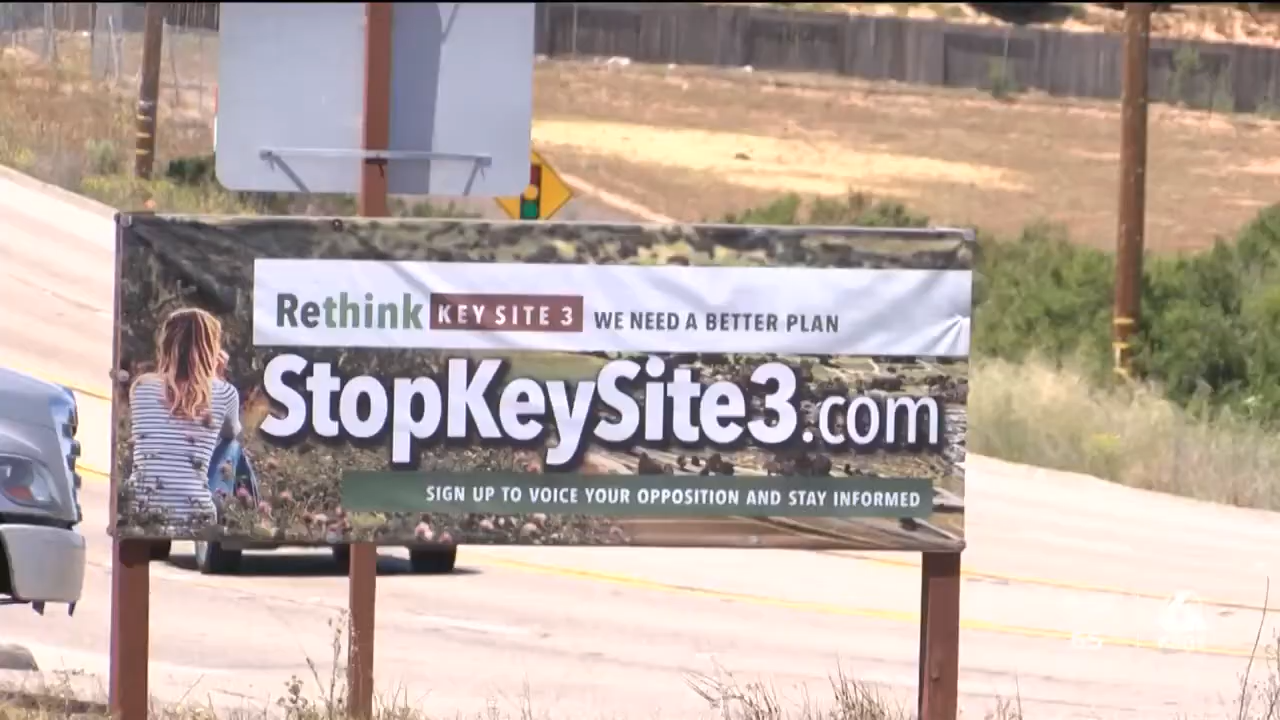 Rethink KEY SITE 3 WE NEED A BETTER PLAN
StopKeySite3.com
SIGN UP TO VOICE YOUR OPPOSITION AND STAY INFORMED